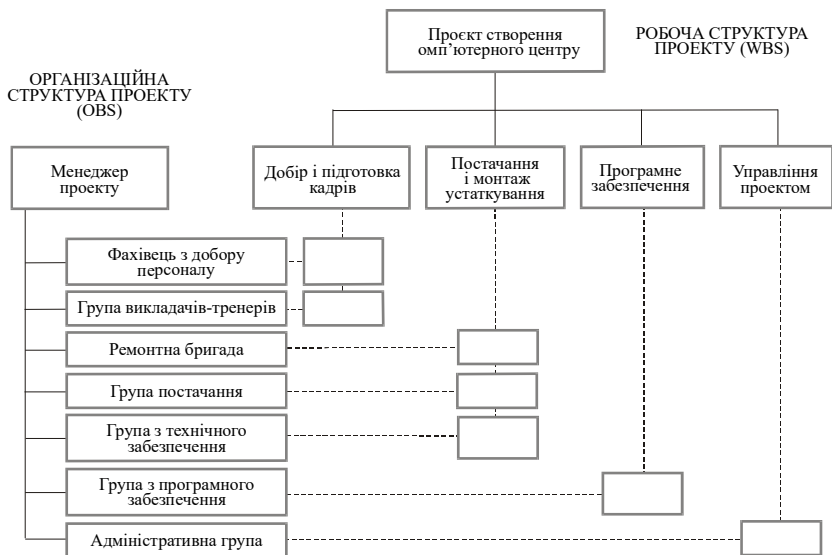 Проєкт створення
омп’ютерного центру
РОБОЧА СТРУКТУРА
ПРОЕКТУ (WBS)
ОРГАНІЗАЦІЙНА
СТРУКТУРА ПРОЕКТУ
(OBS)
Менеджер
проекту
Добір і підготовка
кадрів
Постачання
і монтаж
устаткування
Програмне
забезпечення
Управління
проектом
Фахівець з добору
персоналу
Група викладачів-тренерів
Ремонтна бригада
Група постачання
Група з технічного
забезпечення
Група з програмного
забезпечення
Адміністративна група